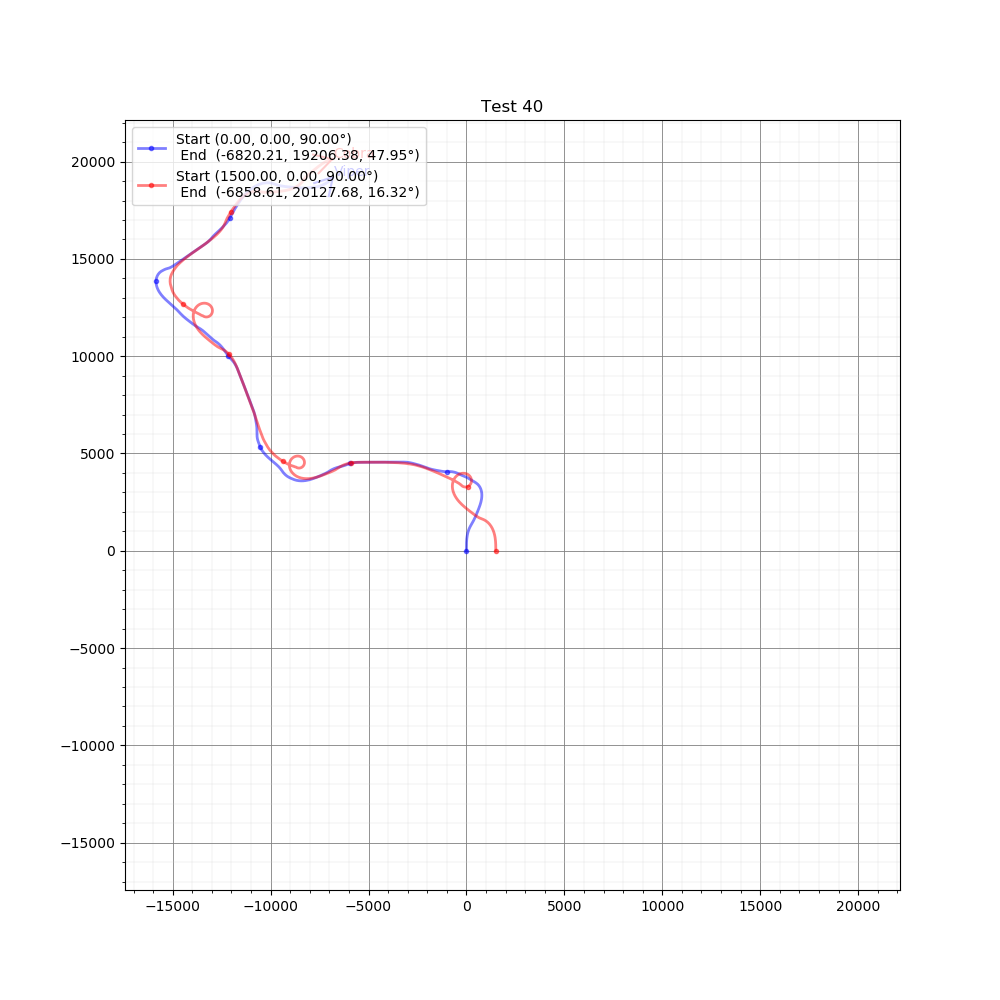 Test 40
Start (0.00, 0.00, 90.00°)
End (-6820.21, 19206.38, 47.95°)
Start (1500.00, 0.00, 90.00°)
End (-6858.61, 20127.68, 16.32°)
20000
15000
10000
5000
0
−5000
−10000
−15000
−15000 −10000 −5000 0 5000 10000 15000 20000